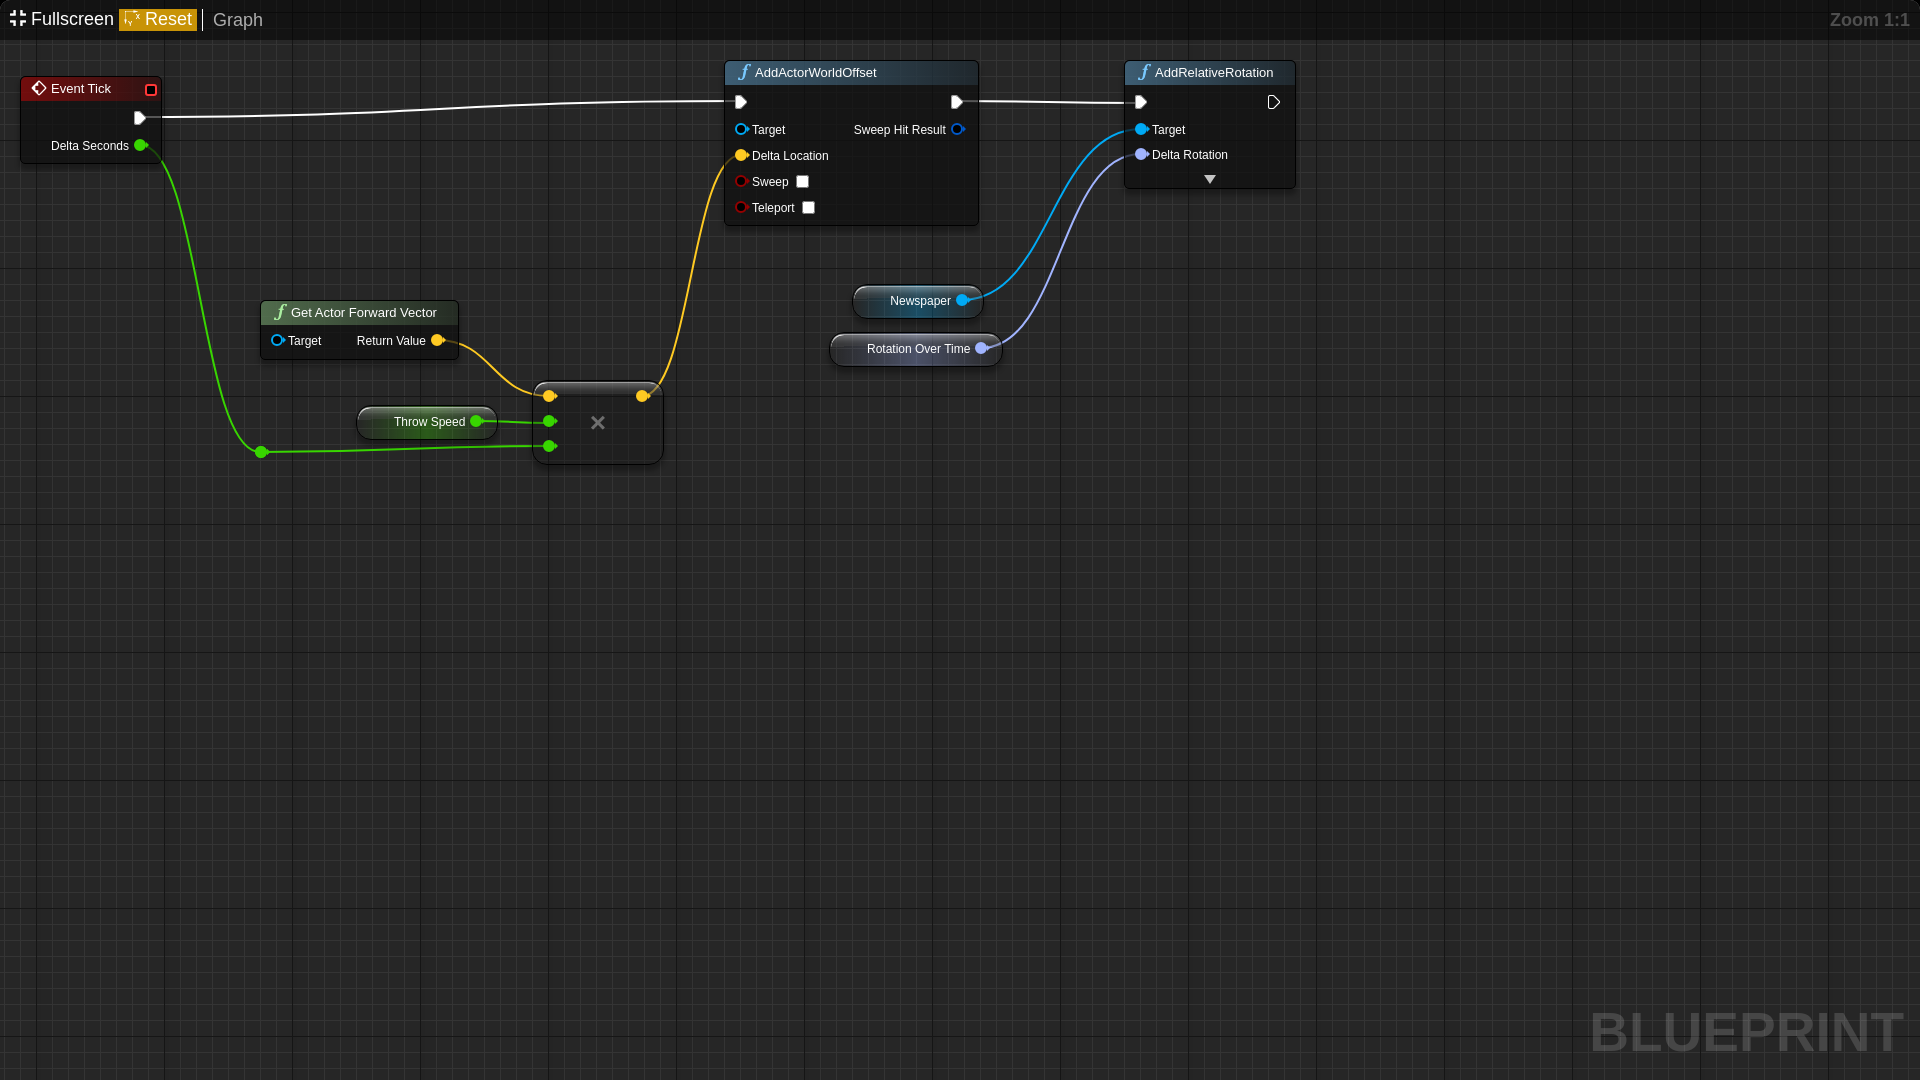 Fullscreen Reset Graph
Zoom 1:1
Event Tick
Delta Seconds
AddActorWorldOffset
Target Sweep Hit Result
Delta Location
Sweep
Teleport
AddRelativeRotation
Target
Delta Rotation
Newspaper
Rotation Over Time
Get Actor Forward Vector
Target Return Value
Throw Speed
BLUEPRINT